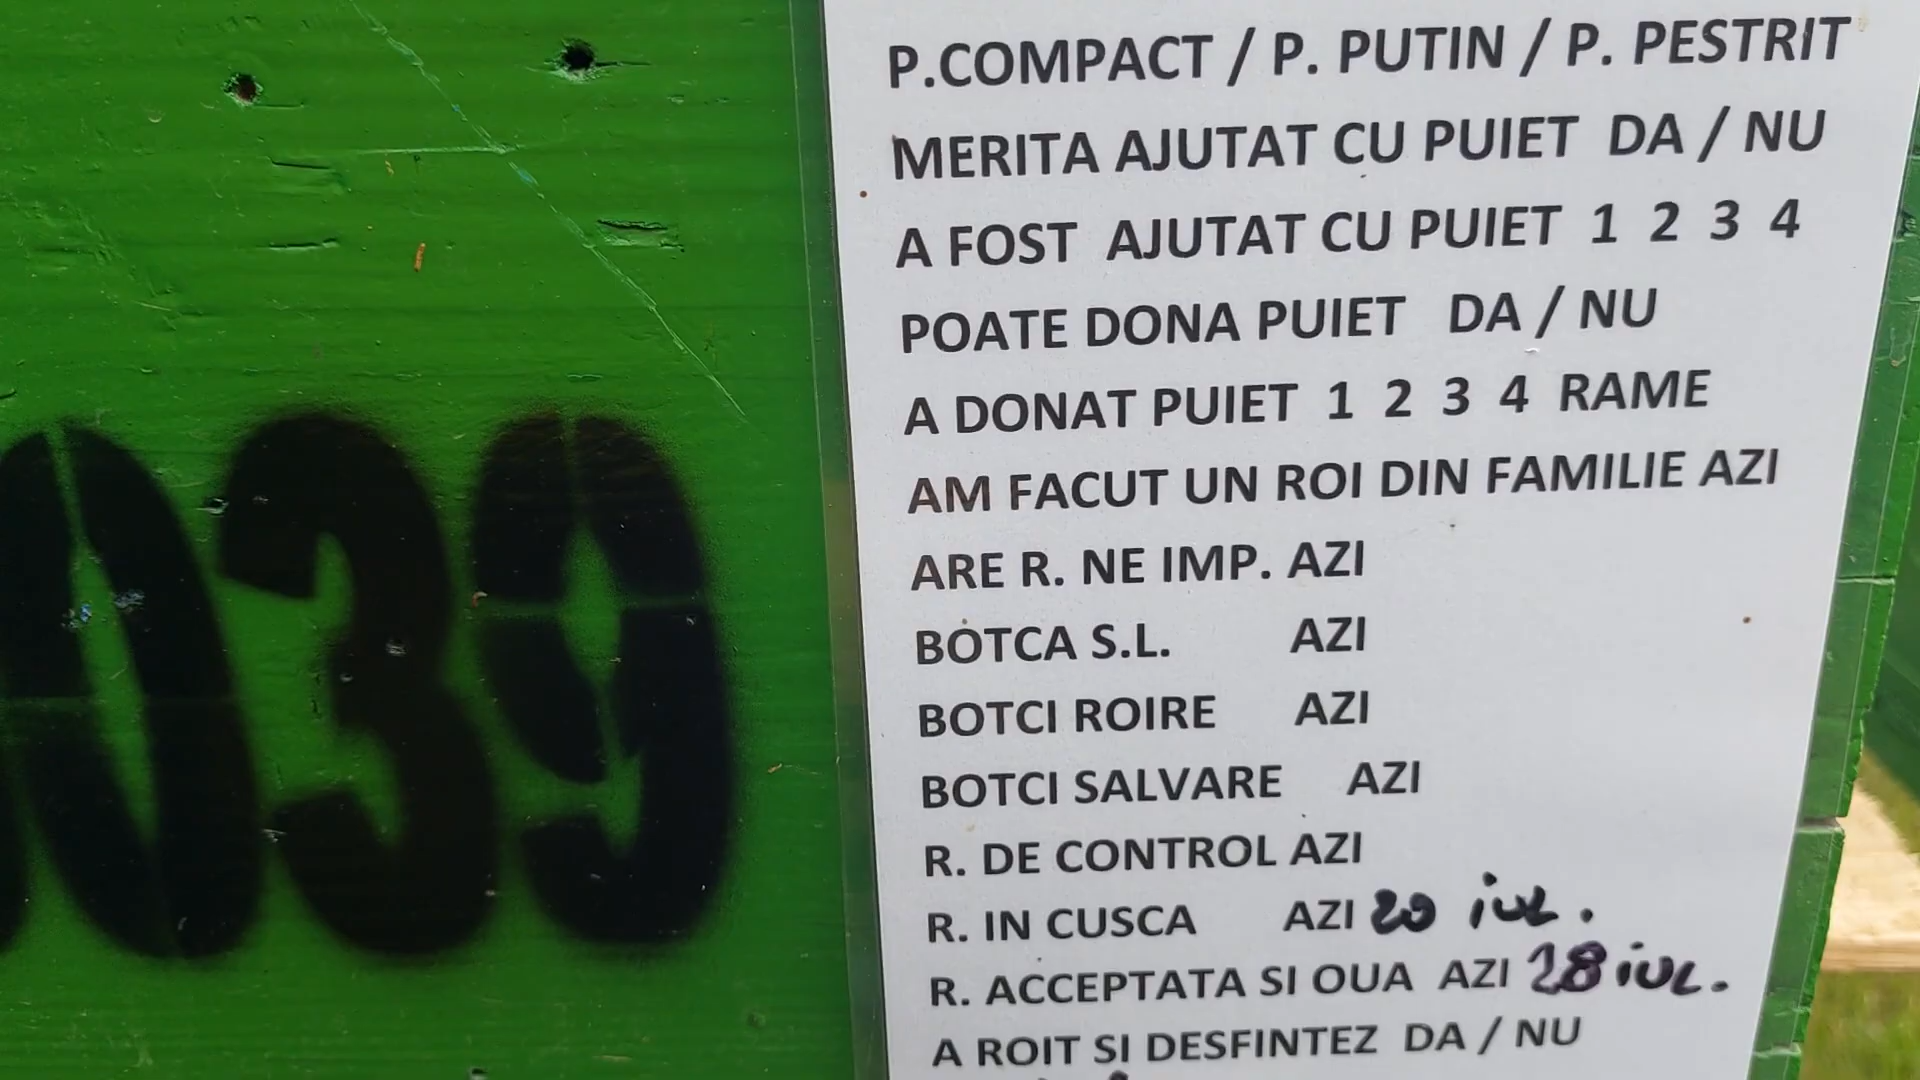 039
P.COMPACT / P. PUTIN / P. PESTRIT
MERITA AJUTAT CU PUIET DA / NU
A FOST AJUTAT CU PUIET 1 2 3 4
POATE DONA PUIET DA / NU
A DONAT PUIET 1 2 3 4 RAME
AM FACUT UN ROI DIN FAMILIE AZI
ARE R. NE IMP. AZI
BOTCA S.L. AZI
BOTCI ROIRE AZI
BOTCI SALVARE AZI
R. DE CONTROL AZI
R. IN CUSCA AZI 20 iul.
R. ACCEPTATA SI OUA AZI 28 iul.
A ROIT SI DESFINTEZ DA / NU